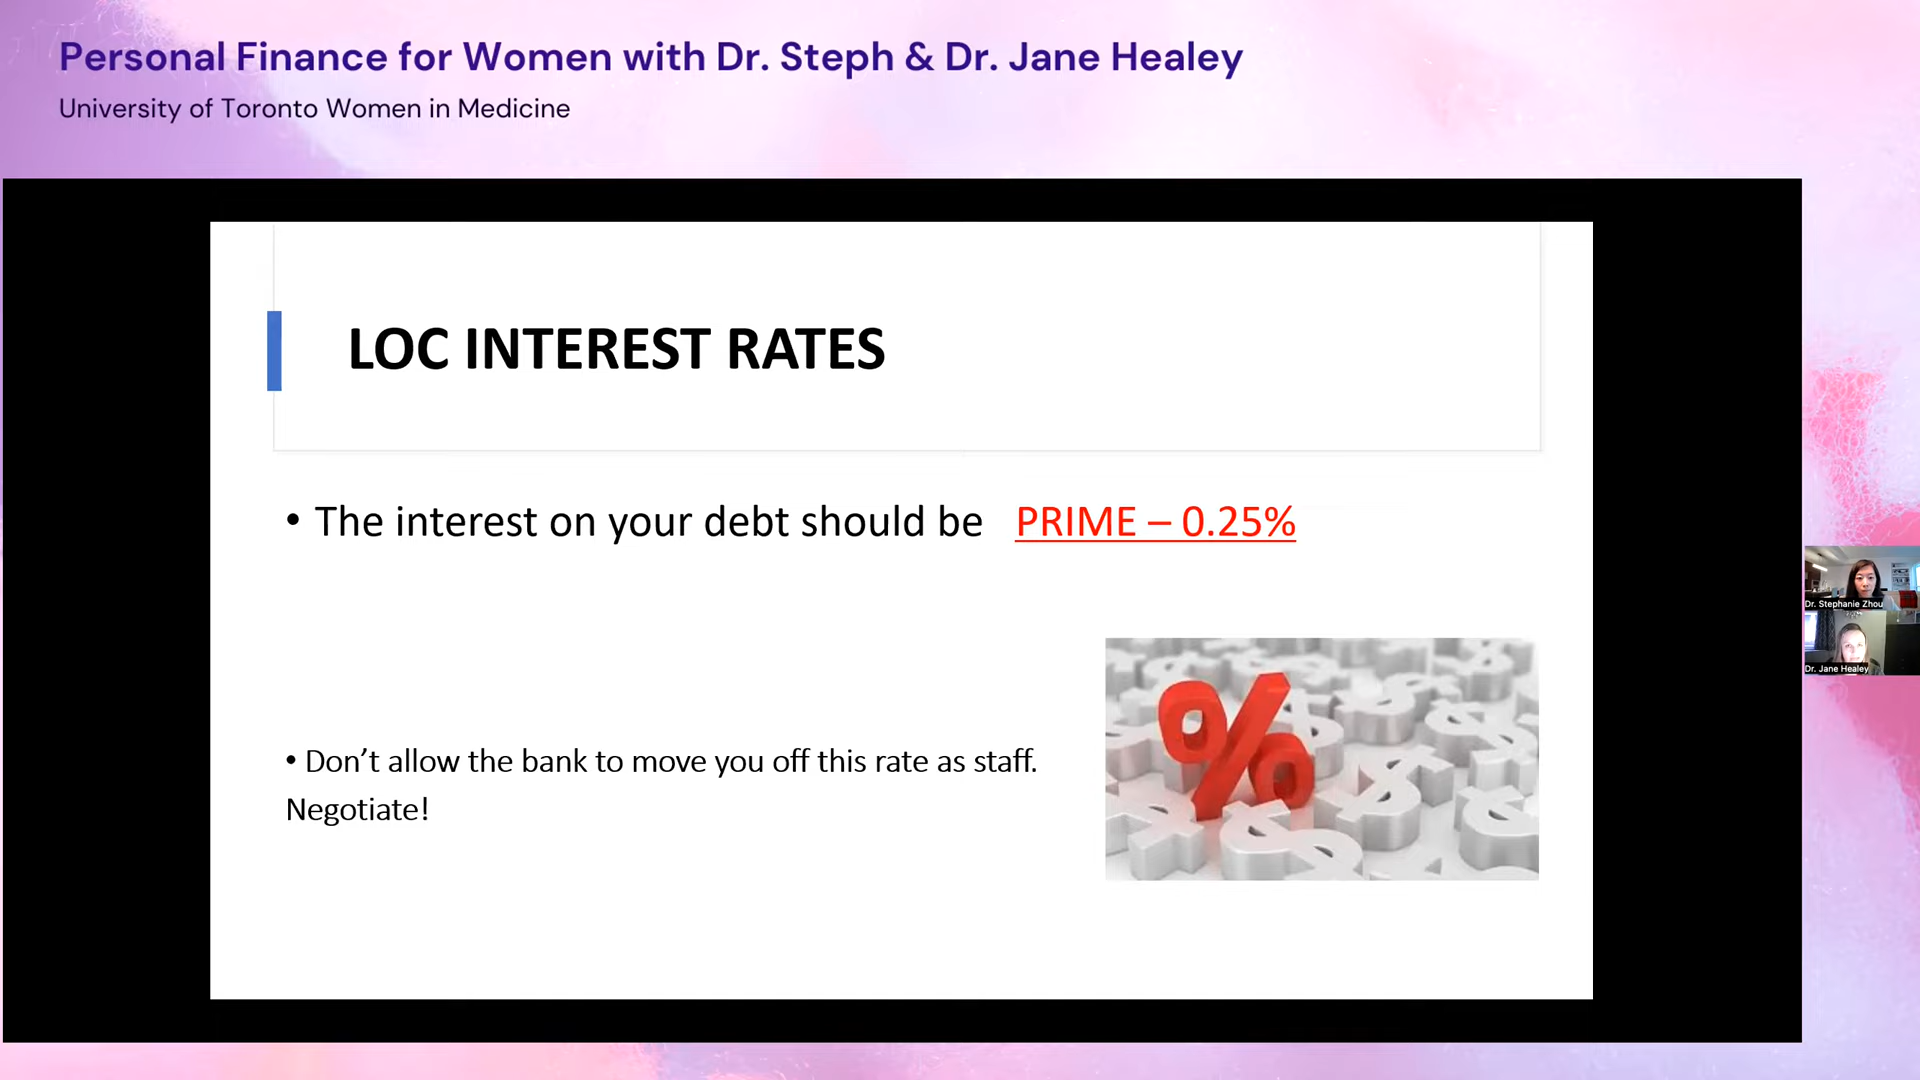 Personal Finance for Women with Dr. Steph & Dr. Jane Healey
University of Toronto Women in Medicine
LOC INTEREST RATES
• The interest on your debt should be PRIME – 0.25%
• Don’t allow the bank to move you off this rate as staff.
Negotiate!
Dr. Stephanie Zhou
Dr. Jane Healey